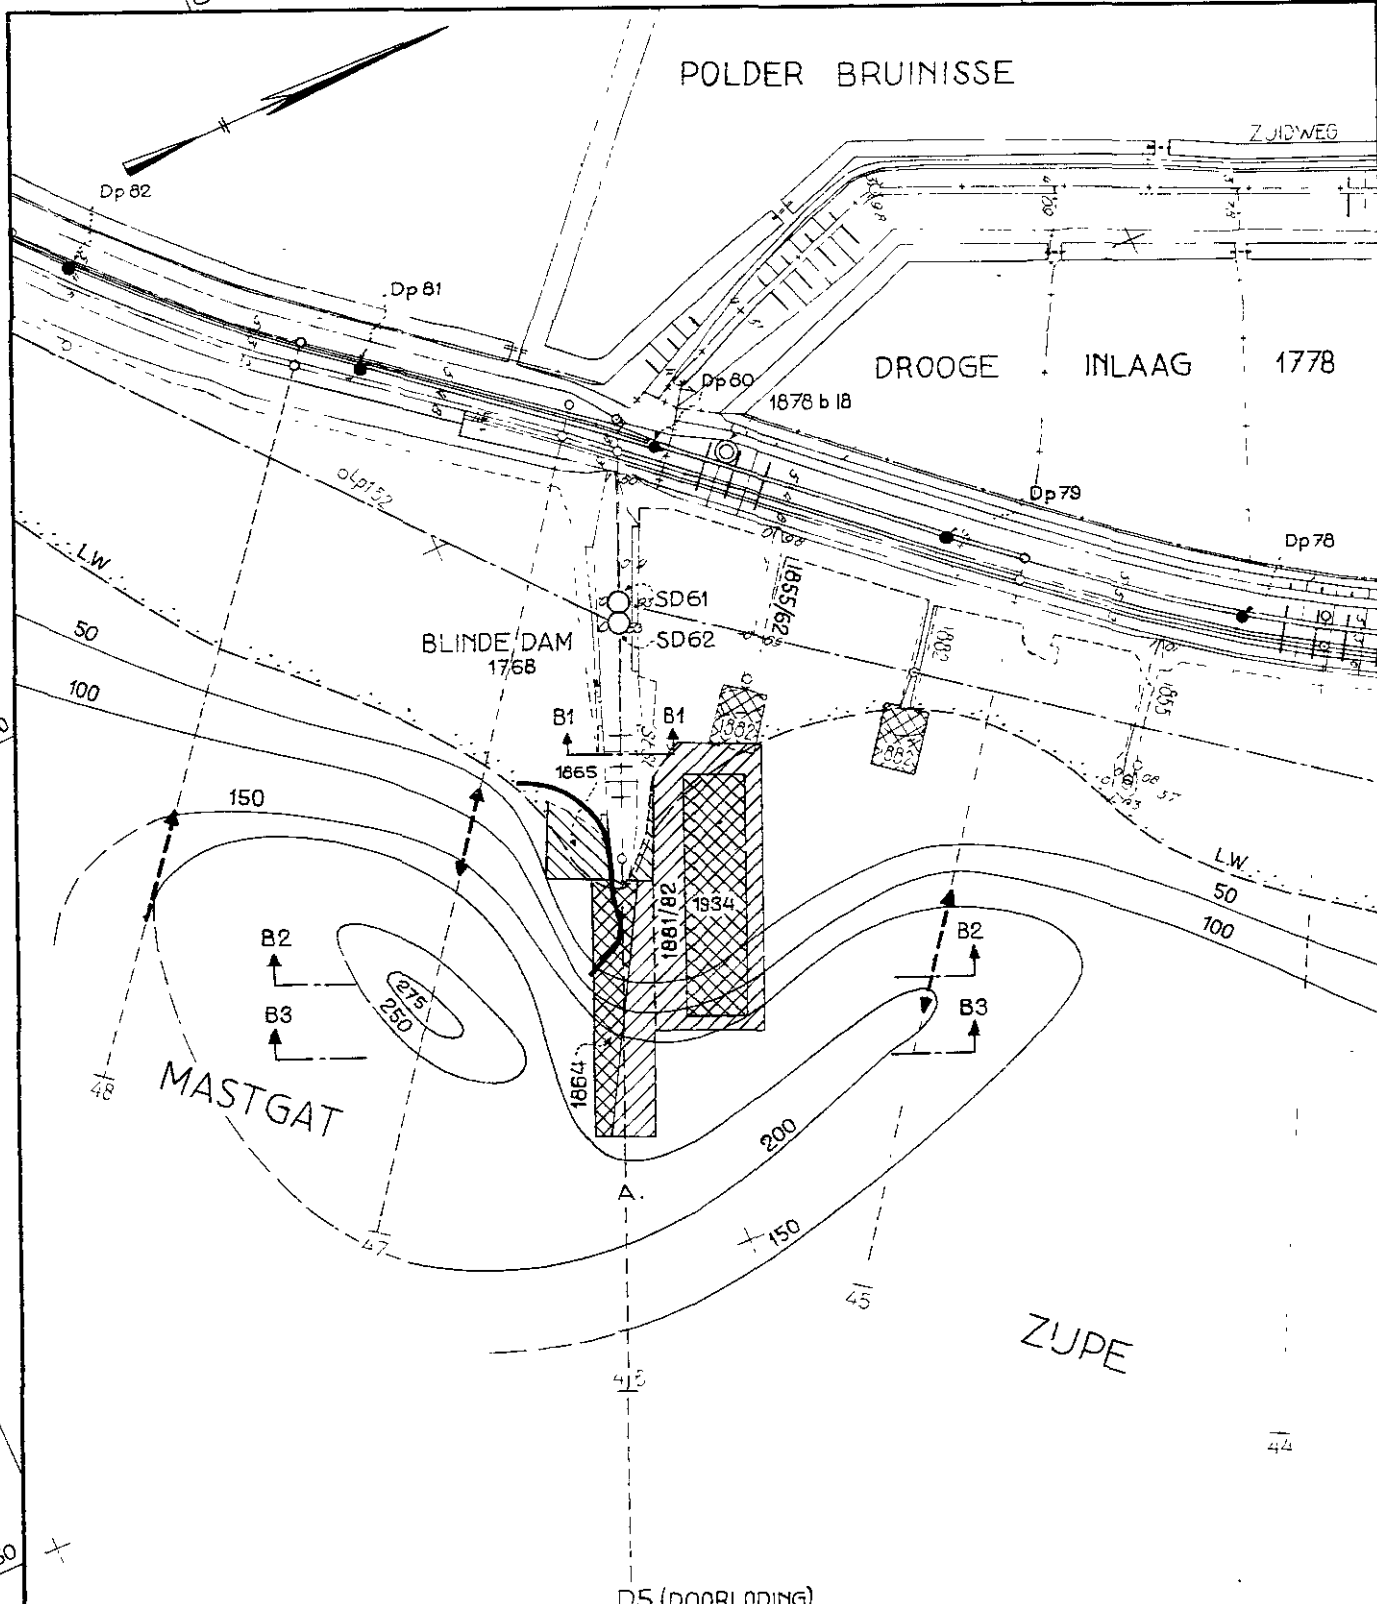 POLDER BRUINISSE
ZUIDWEG
Dp 82
Dp 81
DROOGE INLAAG 1778
Dp 80
1878 b 18
Dp 79
Dp 78
L.W.
1855/62
SD61
SD62
BLINDE DAM
1768
1882
1855
50
100
150
B1 B1
1882
1882
1865
L.W.
50
100
1881/82
1934
B2
B2
275
250
B3
B3
1864
48
MASTGAT
200
A.
150
47
45
ZIJPE
44
D5 (DOORLODING)